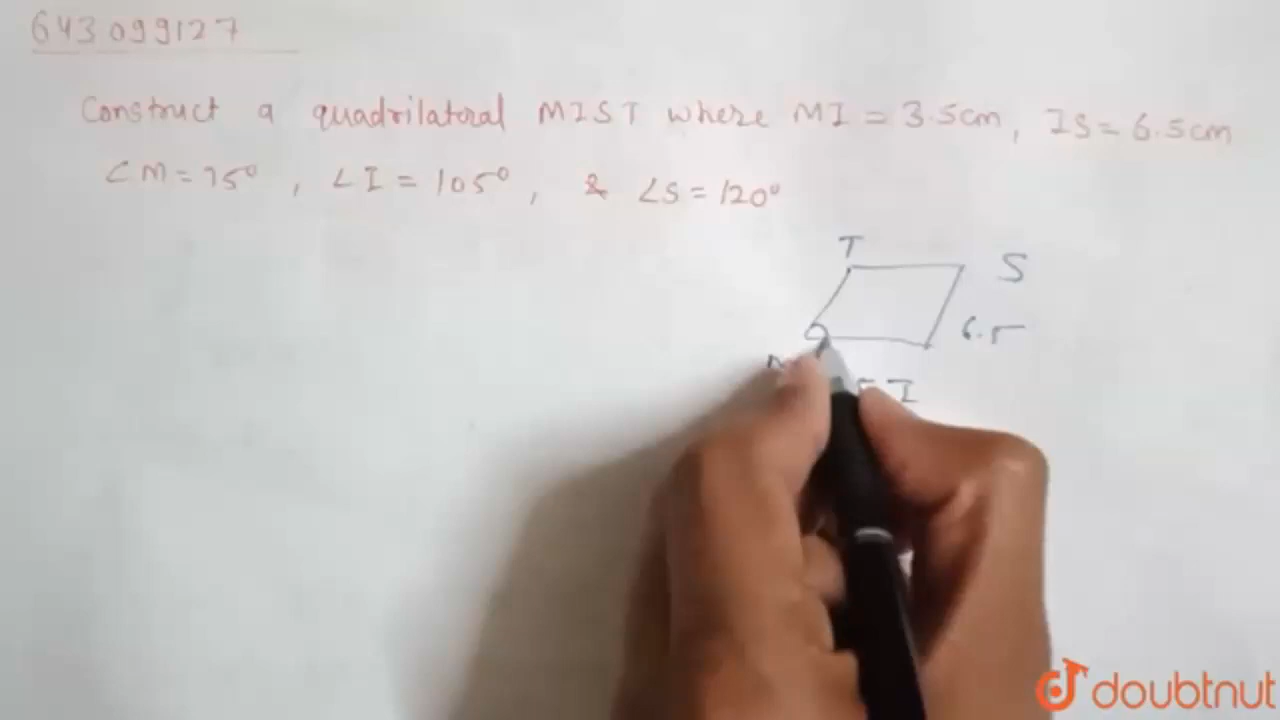 643099127
Construct a quadrilateral MIST where MI = 3.5cm, IS = 6.5cm
∠M = 75°, ∠I = 105°, & ∠S = 120°
T
S
6.5
I
doubtnut